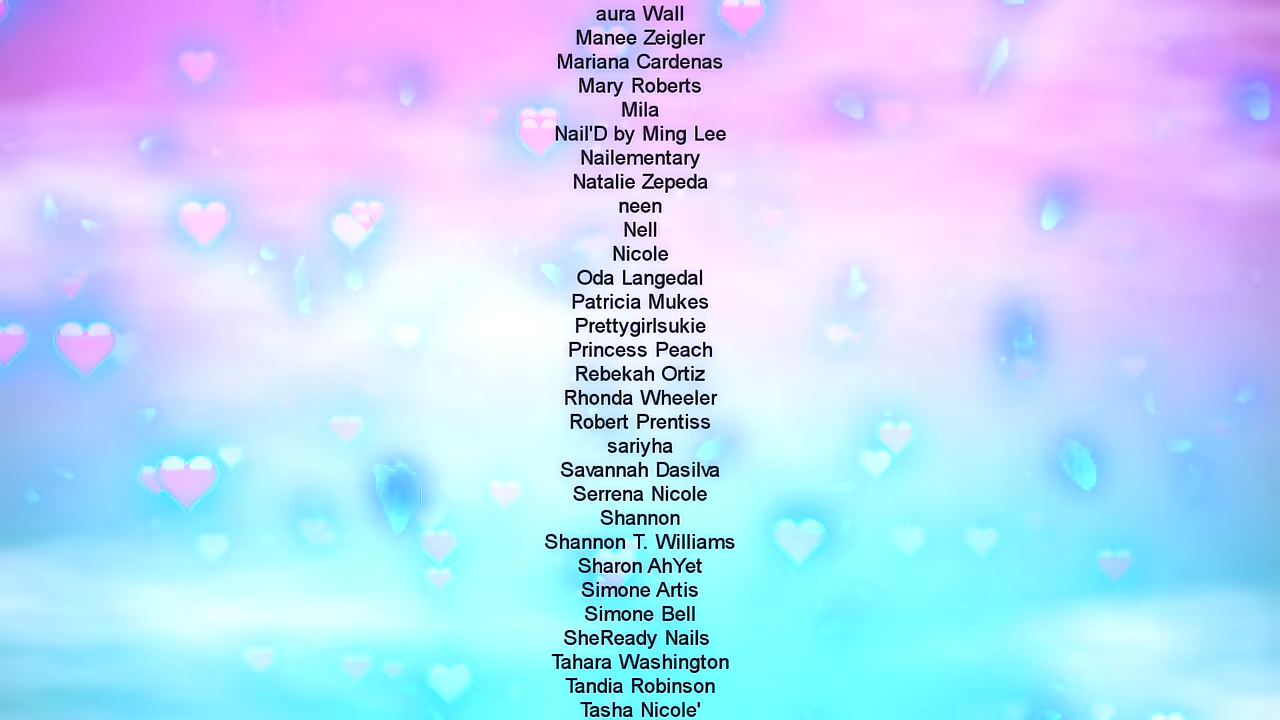 aura Wall
Manee Zeigler
Mariana Cardenas
Mary Roberts
Mila
Nail'D by Ming Lee
Nailementary
Natalie Zepeda
neen
Nell
Nicole
Oda Langedal
Patricia Mukes
Prettygirlsukie
Princess Peach
Rebekah Ortiz
Rhonda Wheeler
Robert Prentiss
sariyha
Savannah Dasilva
Serrena Nicole
Shannon
Shannon T. Williams
Sharon AhYet
Simone Artis
Simone Bell
SheReady Nails
Tahara Washington
Tandia Robinson
Tasha Nicole'